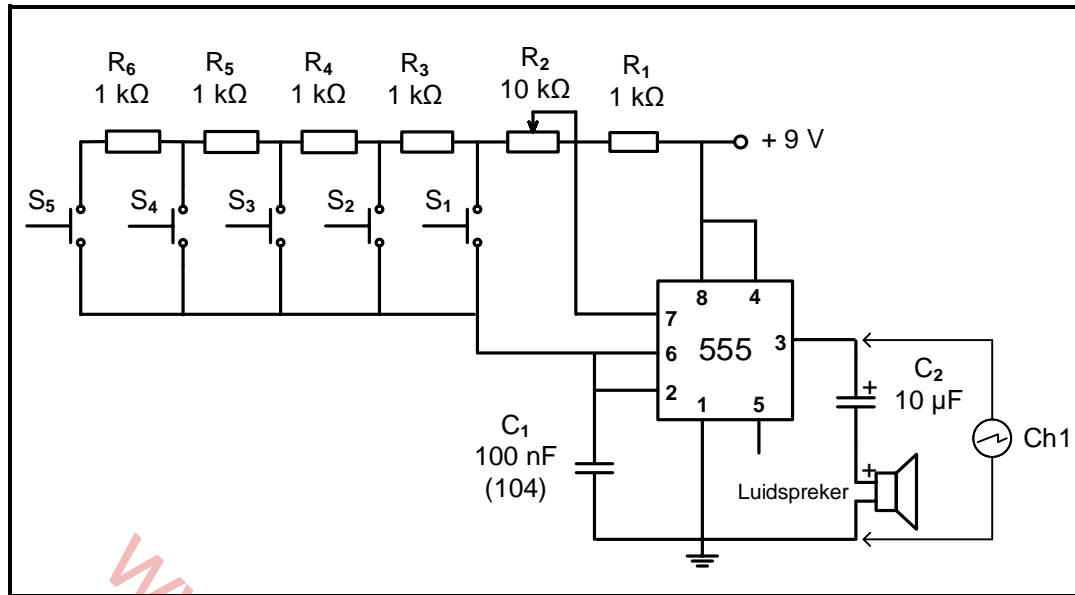 R6 R5 R4 R3 R2 R1
1 kΩ 1 kΩ 1 kΩ 1 kΩ 10 kΩ 1 kΩ
+ 9 V
S5 S4 S3 S2 S1
8 4
7
6 555 3
2
1 5
C1
100 nF
(104)
C2
10 µF
+
+
Luidspreker
Ch1